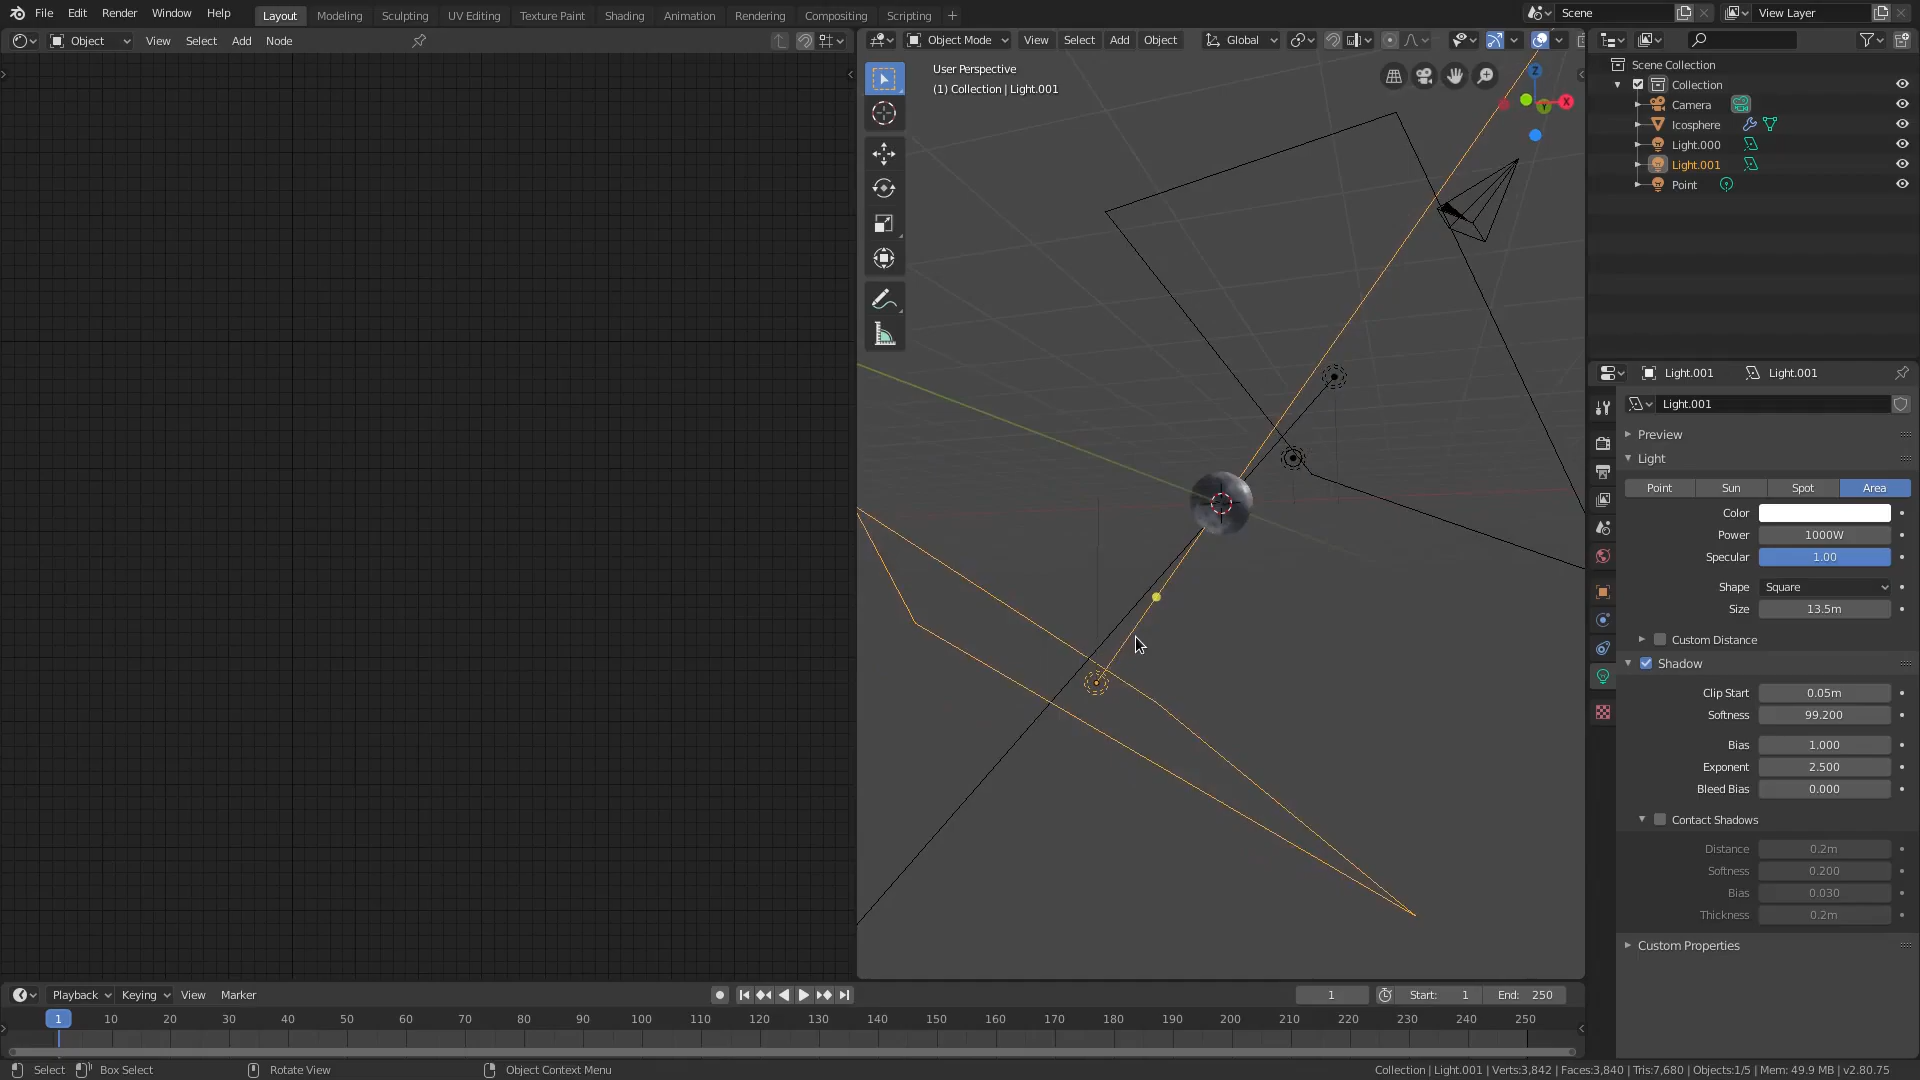 File Edit Render Window Help Layout Modeling Sculpting UV Editing Texture Paint Shading Animation Rendering Compositing Scripting + Scene View Layer
Object View Select Add Node
Object Mode View Select Add Object Global
User Perspective
(1) Collection | Light.001
Z
X
Y
Scene Collection
Collection
Camera
Icosphere
Light.000
Light.001
Point
Light.001 Light.001
Light.001
Preview
Light
Point Sun Spot Area
Color
Power 1000W
Specular 1.00
Shape Square
Size 13.5m
Custom Distance
Shadow
Clip Start 0.05m
Softness 99.200
Bias 1.000
Exponent 2.500
Bleed Bias 0.000
Contact Shadows
Distance 0.2m
Softness 0.200
Bias 0.030
Thickness 0.2m
Custom Properties
Playback Keying View Marker 1 Start: 1 End: 250
1 10 20 30 40 50 60 70 80 90 100 110 120 130 140 150 160 170 180 190 200 210 220 230 240 250
Select Box Select Rotate View Object Context Menu Collection | Light.001 | Verts:3,842 | Faces:3,840 | Tris:7,680 | Objects:1/5 | Mem: 49.9 MB | v2.80.75